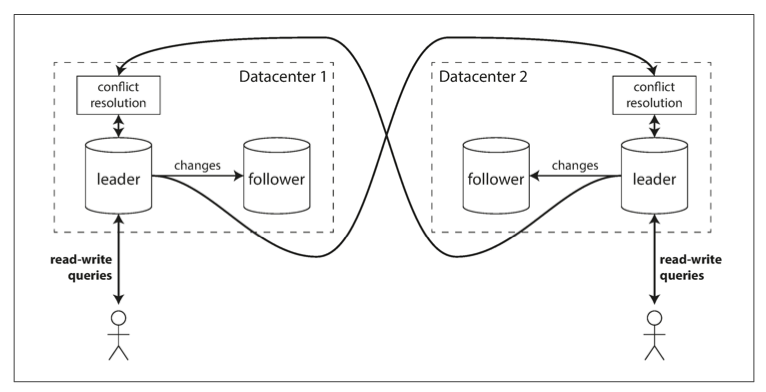 Datacenter 1
conflict
resolution
changes
leader
follower
read-write
queries
Datacenter 2
conflict
resolution
changes
follower
leader
read-write
queries